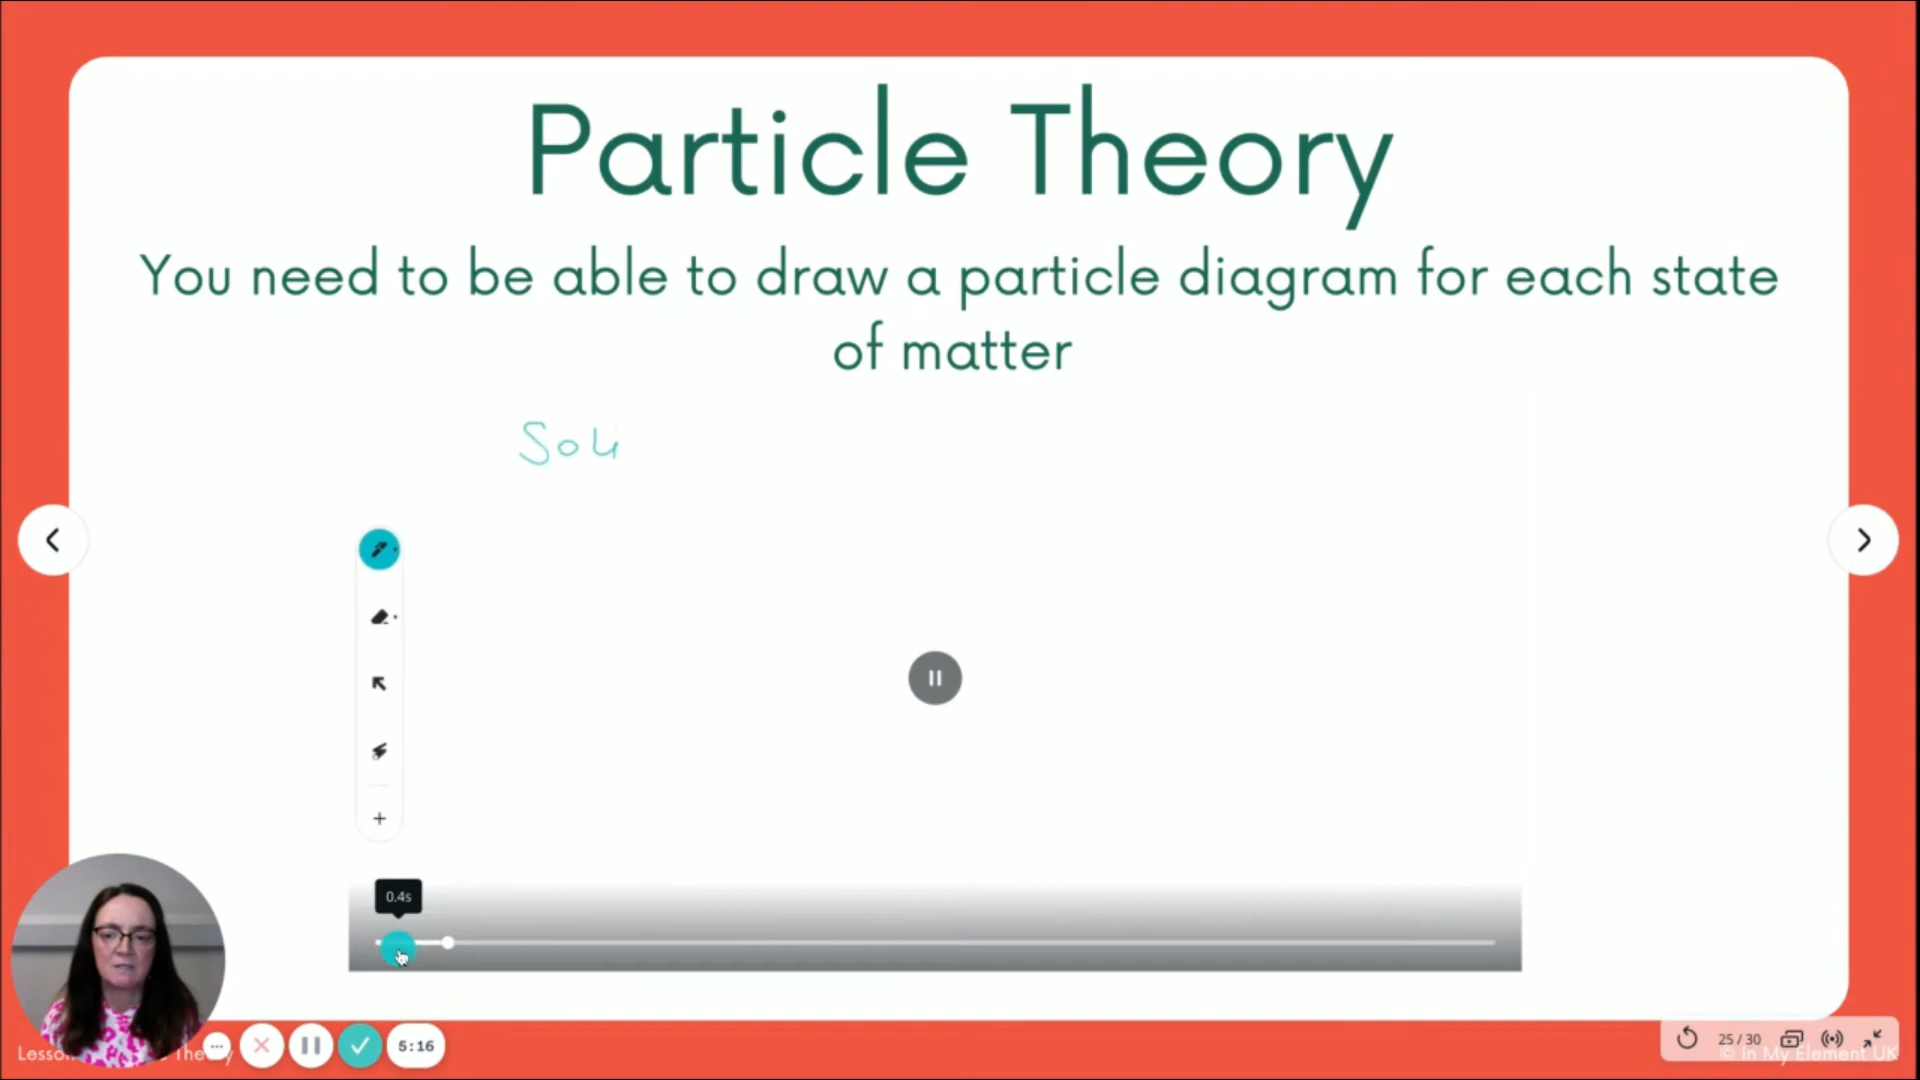 Particle Theory
You need to be able to draw a particle diagram for each state
of matter
Soli
0.4s
5:16
25 / 30
© In My Element UK